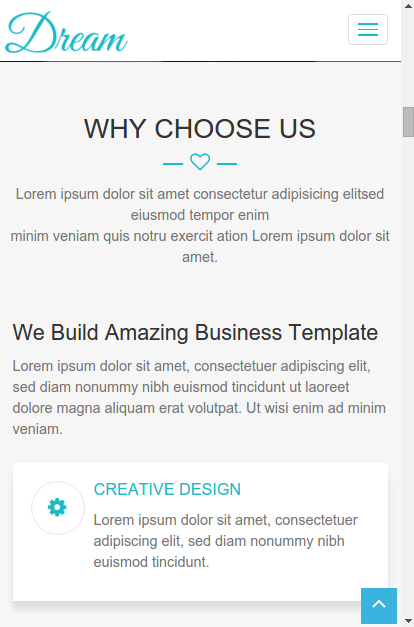 Dream
WHY CHOOSE US
Lorem ipsum dolor sit amet consectetur adipisicing elitsed
eiusmod tempor enim
minim veniam quis notru exercit ation Lorem ipsum dolor sit
amet.
We Build Amazing Business Template
Lorem ipsum dolor sit amet, consectetuer adipiscing elit,
sed diam nonummy nibh euismod tincidunt ut laoreet
dolore magna aliquam erat volutpat. Ut wisi enim ad minim
veniam.
CREATIVE DESIGN
Lorem ipsum dolor sit amet, consectetuer
adipiscing elit, sed diam nonummy nibh
euismod tincidunt.